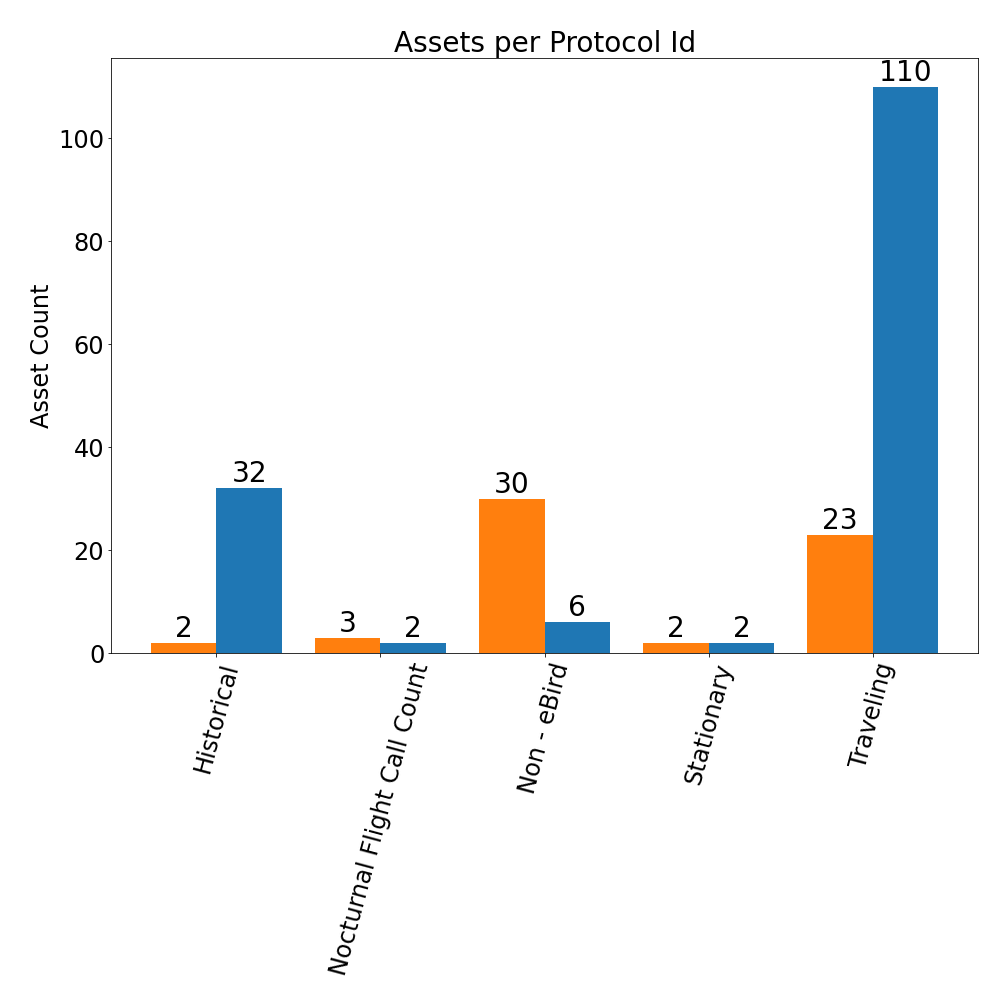 Assets per Protocol Id
Asset Count
100
80
60
40
20
0
2
32
3
2
30
6
2
2
23
110
Historical
Nocturnal Flight Call Count
Non - eBird
Stationary
Traveling